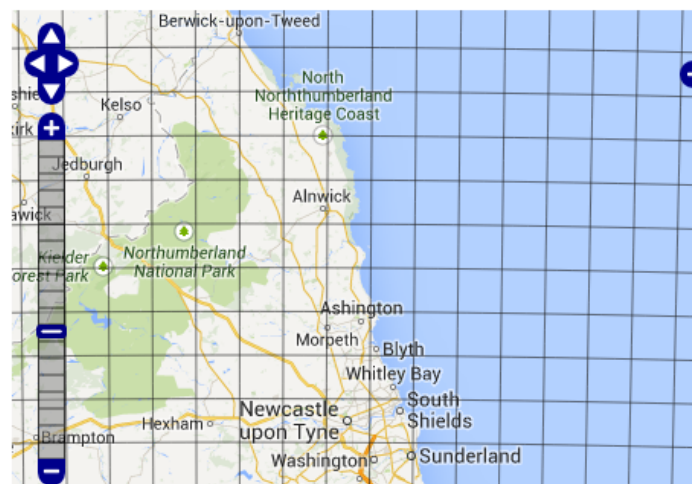 Berwick-upon-Tweed
North
Norththumberland
Heritage Coast
Kelso
Jedburgh
Alnwick
Northumberland
National Park
Kielder
orest Park
Ashington
Morpeth
Blyth
Whitley Bay
South
Shields
Newcastle
upon Tyne
Hexham
Brampton
Washington
Sunderland